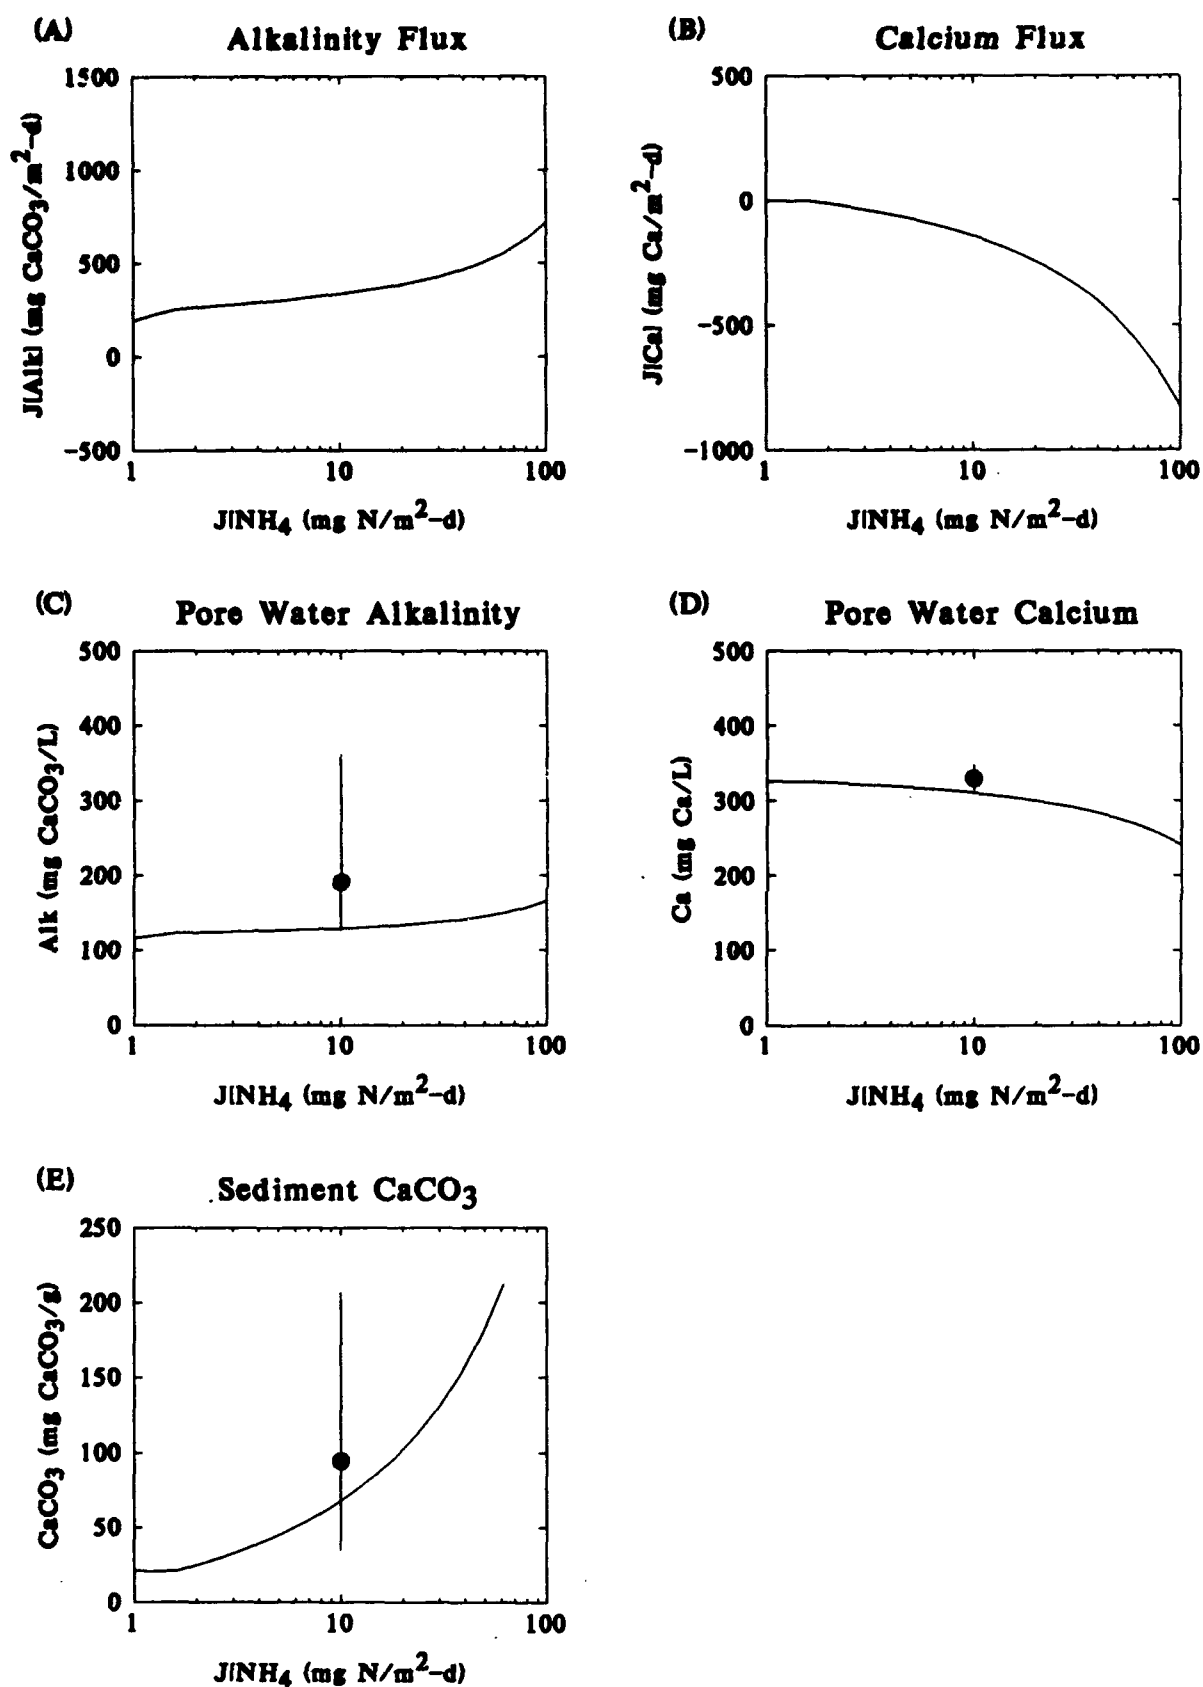 (A) Alkalinity Flux
1500
1000
500
0
-500
J[Alk] (mg CaCO3/m2-d)
1 10 100
J[NH4 (mg N/m2-d)
(B) Calcium Flux
500
0
-500
-1000
J[Ca] (mg Ca/m2-d)
1 10 100
J[NH4 (mg N/m2-d)
(C) Pore Water Alkalinity
500
400
300
200
100
0
Alk (mg CaCO3/L)
1 10 100
J[NH4 (mg N/m2-d)
(D) Pore Water Calcium
500
400
300
200
100
0
Ca (mg Ca/L)
1 10 100
J[NH4 (mg N/m2-d)
(E) Sediment CaCO3
250
200
150
100
50
0
CaCO3 (mg CaCO3/g)
1 10 100
J[NH4 (mg N/m2-d)